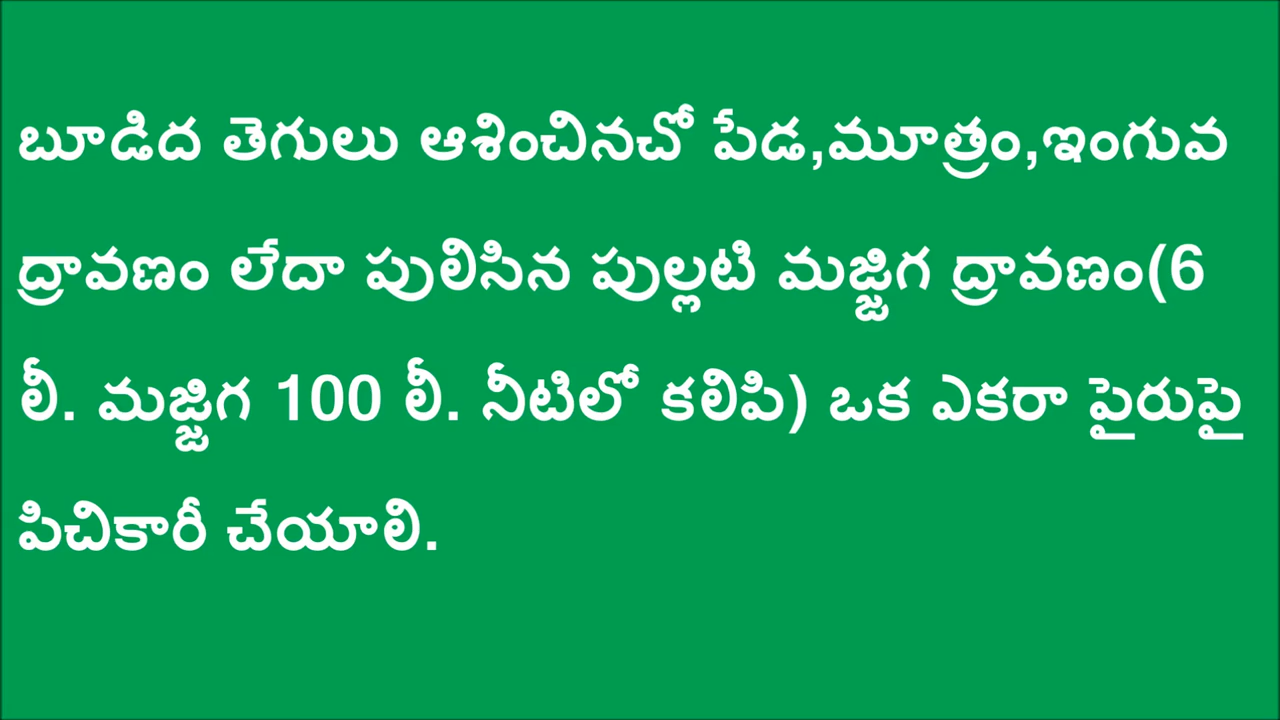 బూడిద తెగులు ఆశించినచో పేడ,మూత్రం,ఇంగువ
ద్రావణం లేదా పులిసిన పుల్లటి మజ్జిగ ద్రావణం(6
లీ. మజ్జిగ 100 లీ. నీటిలో కలిపి) ఒక ఎకరా పైరుపై
పిచికారీ చేయాలి.